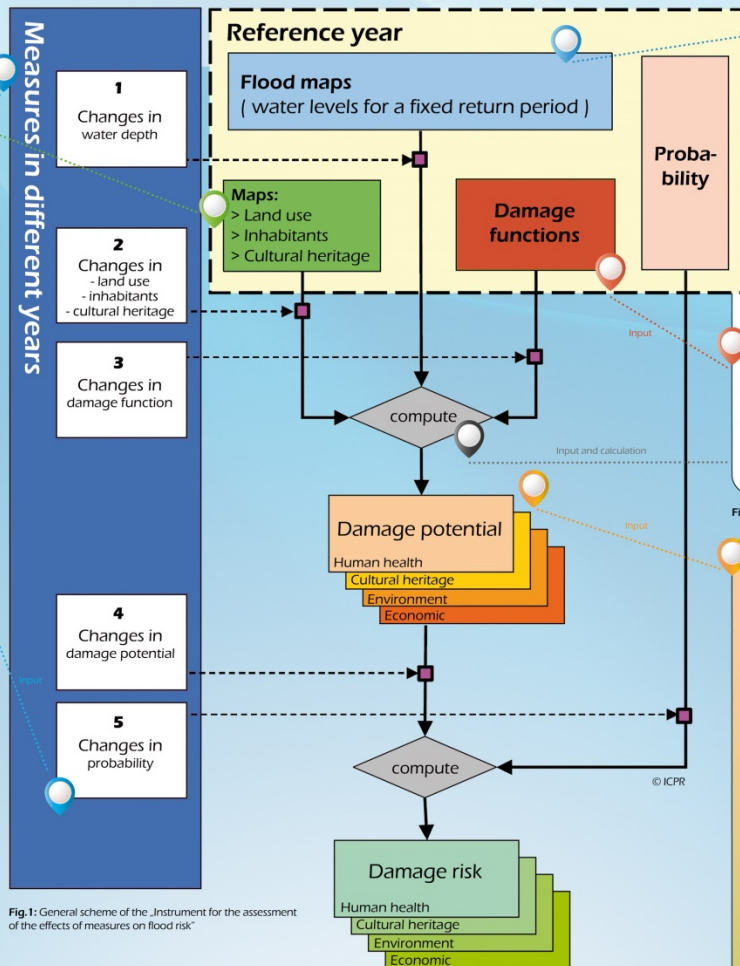 Measures in different years
Reference year
Flood maps
( water levels for a fixed return period )
1
Changes in
water depth
Proba-
bility
Maps:
> Land use
> Inhabitants
> Cultural heritage
Damage
functions
2
Changes in
- land use
- inhabitants
- cultural heritage
Input
3
Changes in
damage function
compute
Input and calculation
Fi
Input
Damage potential
Human health
Cultural heritage
Environment
Economic
4
Changes in
damage potential
Input
5
Changes in
probability
compute
© ICPR
Damage risk
Human health
Cultural heritage
Environment
Economic
Fig.1: General scheme of the „Instrument for the assessment
of the effects of measures on flood risk"